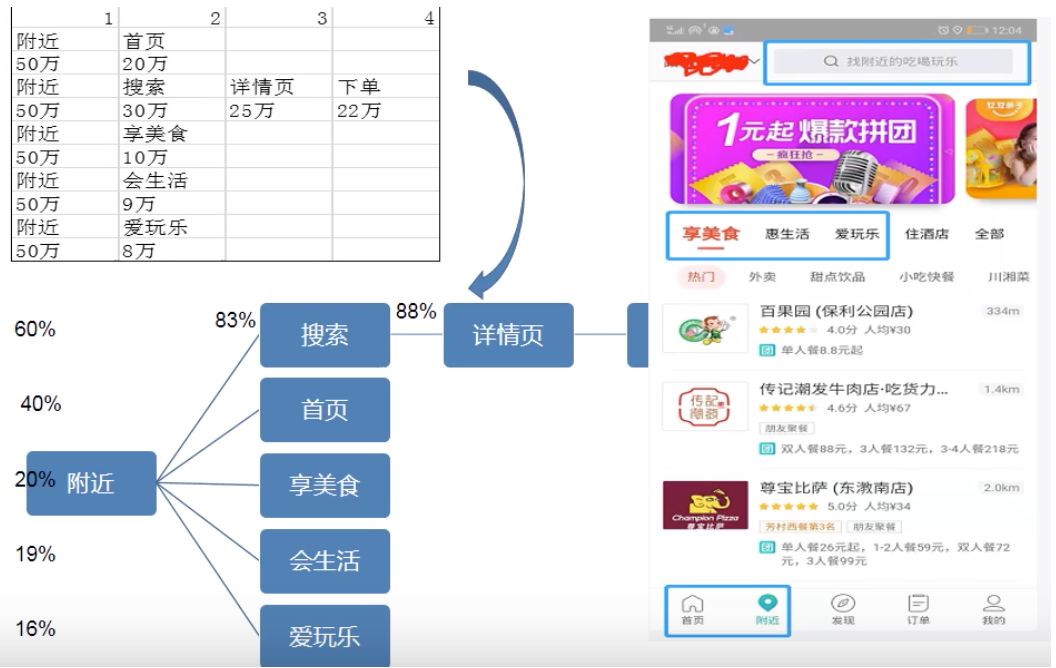 1 2 3 4
附近 首页
50万 20万
附近 搜索 详情页 下单
50万 30万 25万 22万
附近 享美食
50万 10万
附近 会生活
50万 9万
附近 爱玩乐
50万 8万
60% 83% 搜索 88% 详情页
40% 首页
20% 附近 享美食
19% 会生活
16% 爱玩乐
12:04
找附近的吃喝玩乐
1元起 爆款拼团
疯狂抢
享美食 惠生活 爱玩乐 住酒店 全部
热门 外卖 甜点饮品 小吃快餐 川湘菜
百果园 (保利公园店) 334m
4.0分 人均¥30
团 单人餐8.8元起
传记潮发牛肉店·吃货力... 1.4km
传记潮發
4.6分 人均¥67
朋友聚餐
团 双人餐88元，3人餐132元，3-4人餐218元
尊宝比萨 (东漖南店) 2.0km
Champion Pizza
尊宝比萨
5.0分 人均¥34
芳村西餐第3名 朋友聚餐
团 单人餐26元起，1-2人餐59元，双人餐72
元，3人餐99元
首页 附近 发现 订单 我的